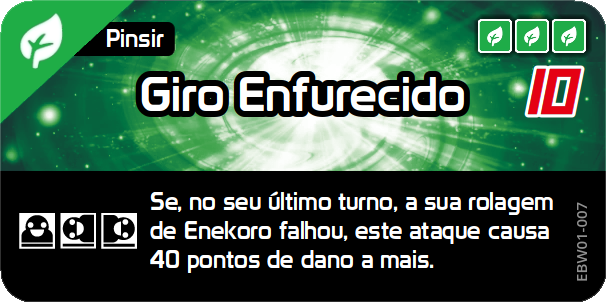 Pinsir
Giro Enfurecido
10
Se, no seu último turno, a sua rolagem
de Enekoro falhou, este ataque causa
40 pontos de dano a mais.
EBW01-007